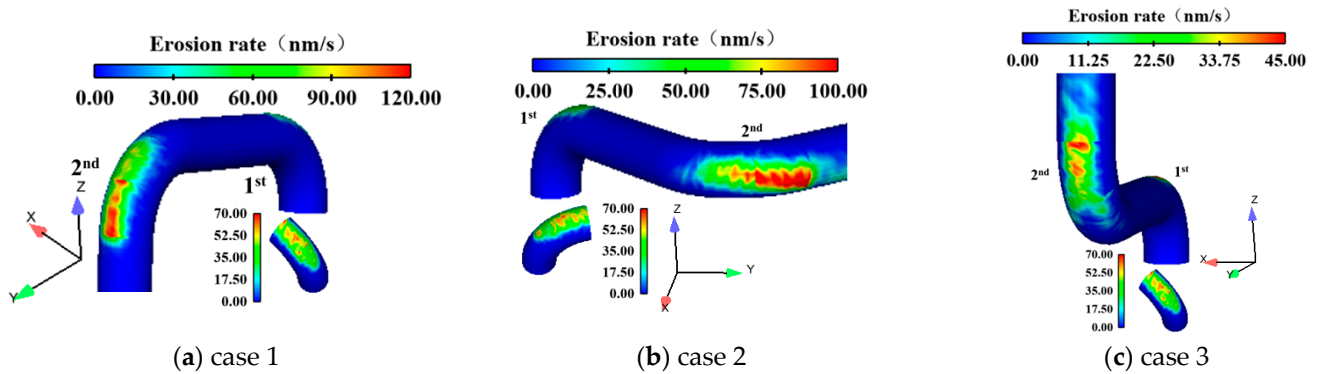 Erosion rate（nm/s）
0.00 30.00 60.00 90.00 120.00
2nd
1st
Z
X
Y
70.00
52.50
35.00
17.50
0.00
(a) case 1
Erosion rate（nm/s）
0.00 25.00 50.00 75.00 100.00
1st
2nd
70.00
52.50
35.00
17.50
0.00
Z
Y
X
(b) case 2
Erosion rate（nm/s）
0.00 11.25 22.50 33.75 45.00
2nd
1st
Z
X
Y
70.00
52.50
35.00
17.50
0.00
(c) case 3